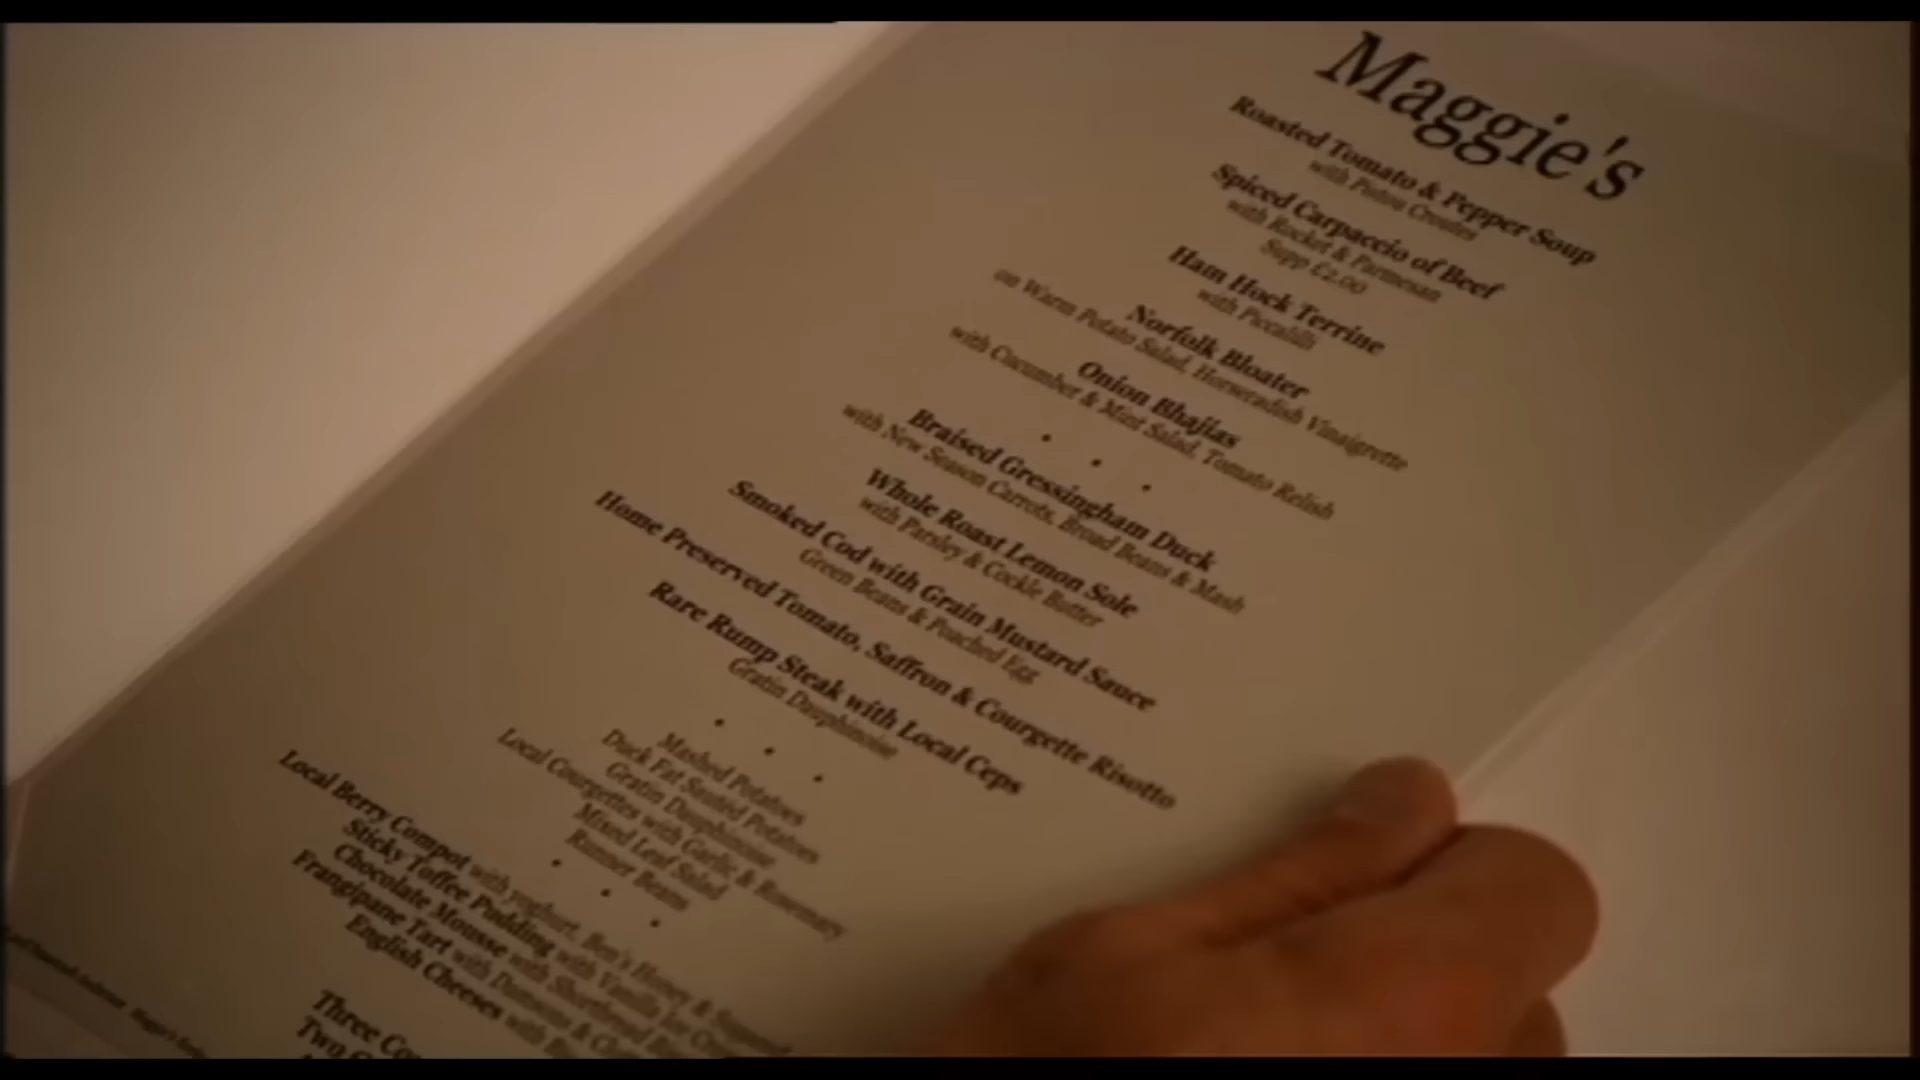 Maggie's
Roasted Tomato & Pepper Soup
with Pistou Croutes
Spiced Carpaccio of Beef
with Rocket & Parmesan
Supp £2.00
Ham Hock Terrine
with Piccalilli
Norfolk Bloater
on Warm Potato Salad, Horseradish Vinaigrette
Onion Bhajias
with Cucumber & Mint Salad, Tomato Relish
Braised Gressingham Duck
with New Season Carrots, Broad Beans & Mash
Whole Roast Lemon Sole
with Parsley & Cockle Butter
Smoked Cod with Grain Mustard Sauce
Green Beans & Poached Egg
Home Preserved Tomato, Saffron & Courgette Risotto
Rare Rump Steak with Local Ceps
Gratin Dauphinoise
Mashed Potatoes
Duck Fat Sautéd Potatoes
Gratin Dauphinoise
Local Courgettes with Garlic & Rosemary
Mixed Leaf Salad
Runner Beans
Local Berry Compot with yoghurt, Ben's Honey &
Sticky Toffee Pudding with Vanilla Ice
Chocolate Mousse with Shortbread
Frangipane Tart with Damsons &
English Cheeses with
Three
Two